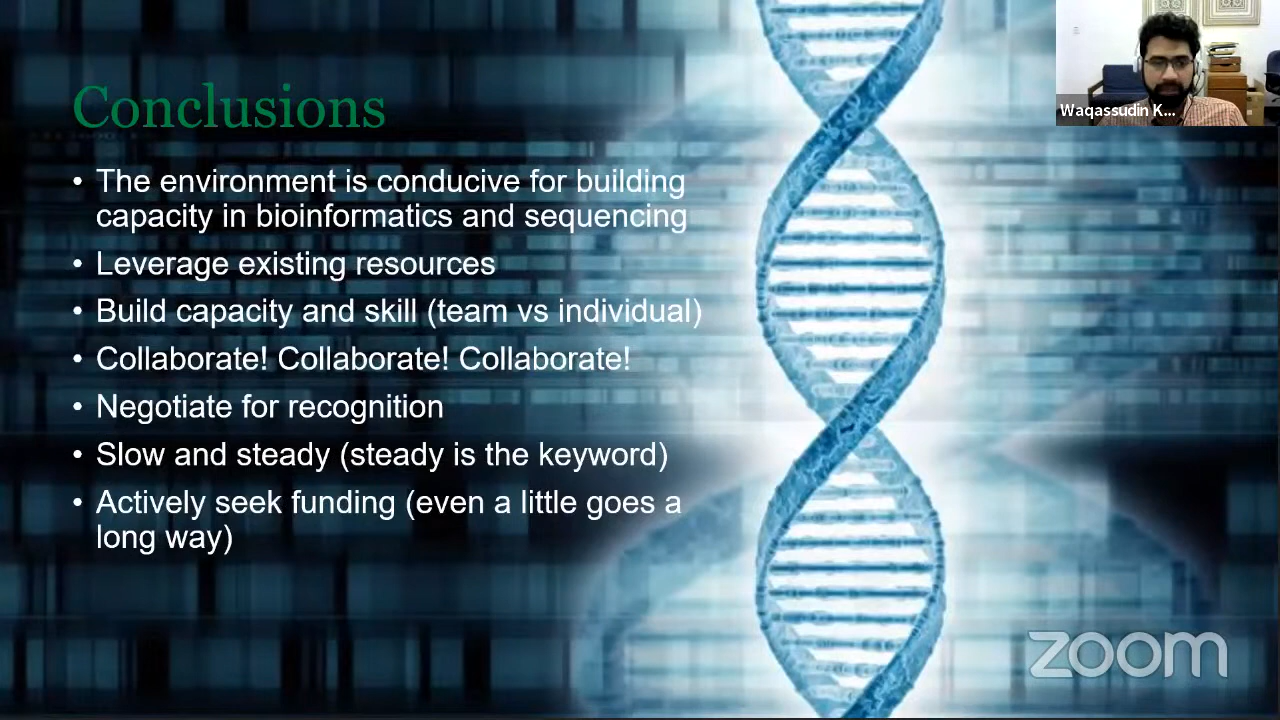 Conclusions
• The environment is conducive for building
capacity in bioinformatics and sequencing
• Leverage existing resources
• Build capacity and skill (team vs individual)
• Collaborate! Collaborate! Collaborate!
• Negotiate for recognition
• Slow and steady (steady is the keyword)
• Actively seek funding (even a little goes a
long way)
Waqassudin K...
zoom